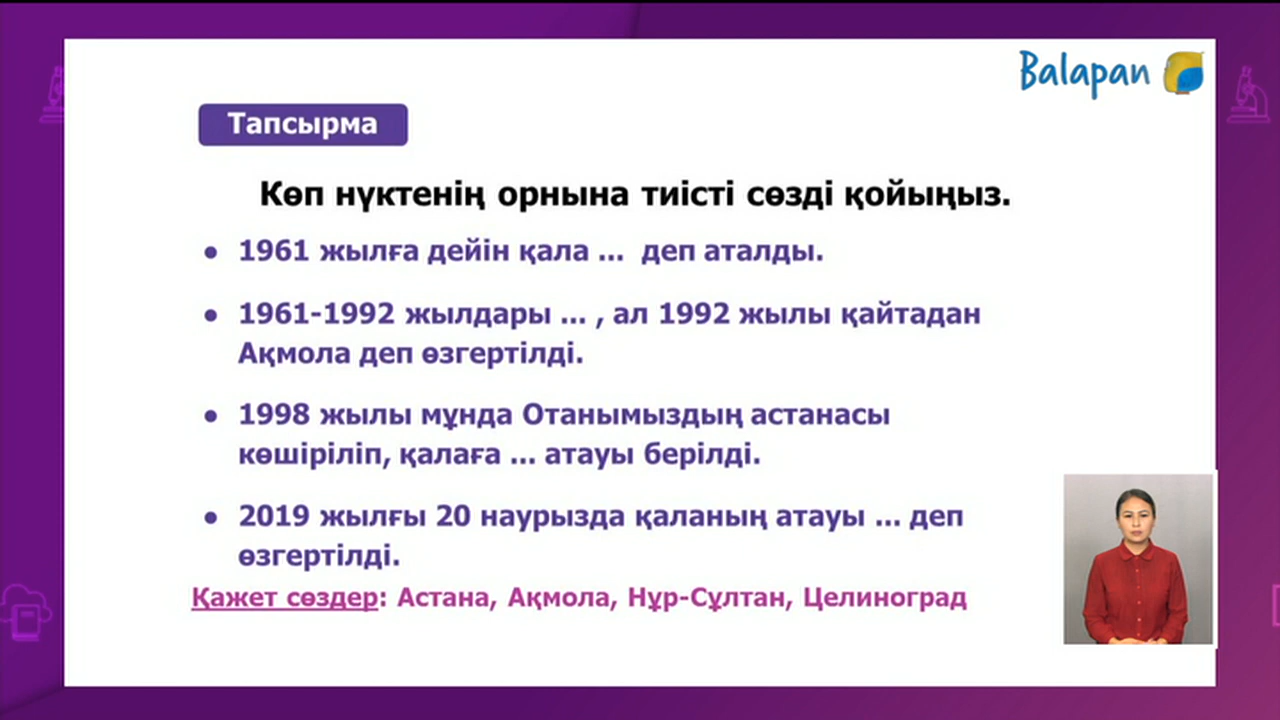 Balapan
Тапсырма
Көп нүктенің орнына тиісті сөзді қойыңыз.
• 1961 жылға дейін қала ... деп аталды.
• 1961-1992 жылдары ... , ал 1992 жылы қайтадан
Ақмола деп өзгертілді.
• 1998 жылы мұнда Отанымыздың астанасы
көшіріліп, қалаға ... атауы берілді.
• 2019 жылғы 20 наурызда қаланың атауы ... деп
өзгертілді.
Қажет сөздер: Астана, Ақмола, Нұр-Сұлтан, Целиноград